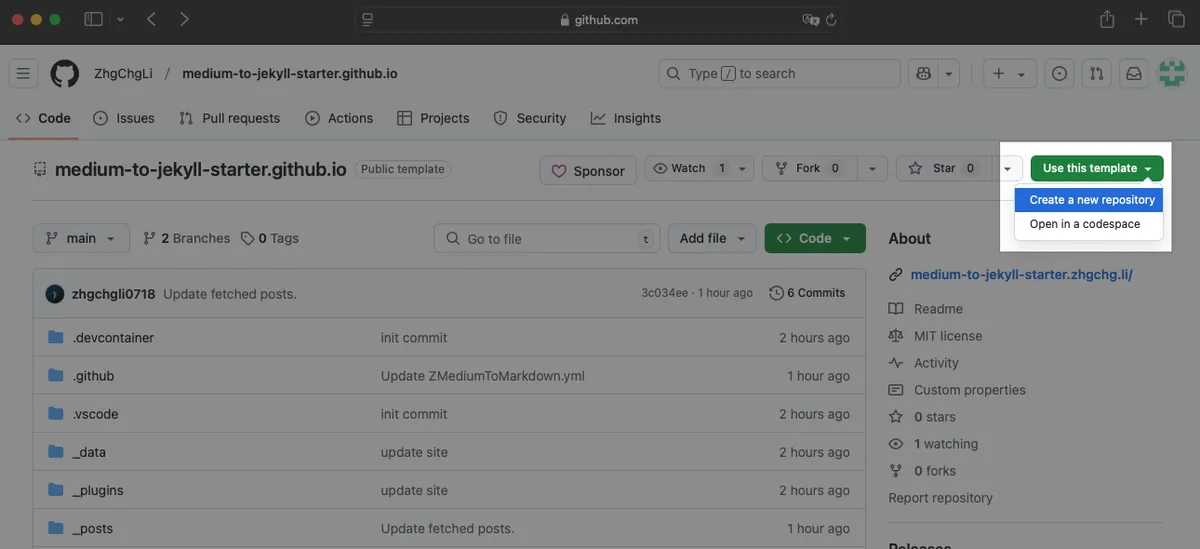 github.com
ZhgChgLi / medium-to-jekyll-starter.github.io
Type / to search
Code Issues Pull requests Actions Projects Security Insights
medium-to-jekyll-starter.github.io Public template
Sponsor Watch 1 Fork 0 Star 0 Use this template
Create a new repository
Open in a codespace
main 2 Branches 0 Tags Go to file t Add file Code
zhgchgli0718 Update fetched posts. 3c034ee · 1 hour ago 6 Commits
.devcontainer init commit 2 hours ago
.github Update ZMediumToMarkdown.yml 1 hour ago
.vscode init commit 2 hours ago
_data update site 2 hours ago
_plugins update site 2 hours ago
_posts Update fetched posts. 1 hour ago
About
medium-to-jekyll-starter.zhgchg.li/
Readme
MIT license
Activity
Custom properties
0 stars
1 watching
0 forks
Report repository
Releases